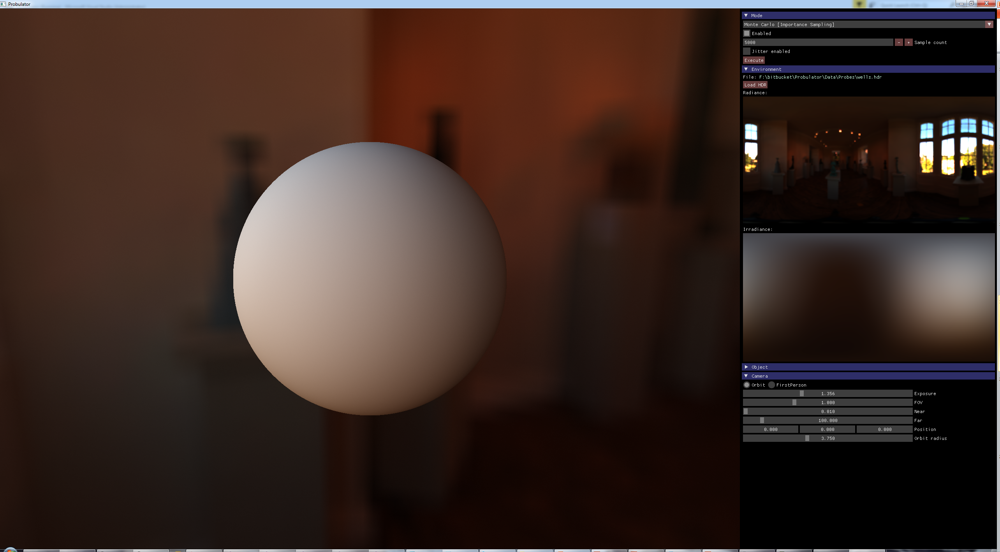 Probulator
Mode
Monte Carlo [Importance Sampling]
Enabled
5000 - + Sample count
Jitter enabled
Execute
Environment
File: F:\bitbucket\Probulator\Data\Probes\wells.hdr
Load HDR
Radiance:
Irradiance:
Object
Camera
Orbit FirstPerson
1.356 Exposure
1.000 FOV
0.010 Near
100.000 Far
0.000 0.000 0.000 Position
3.750 Orbit radius